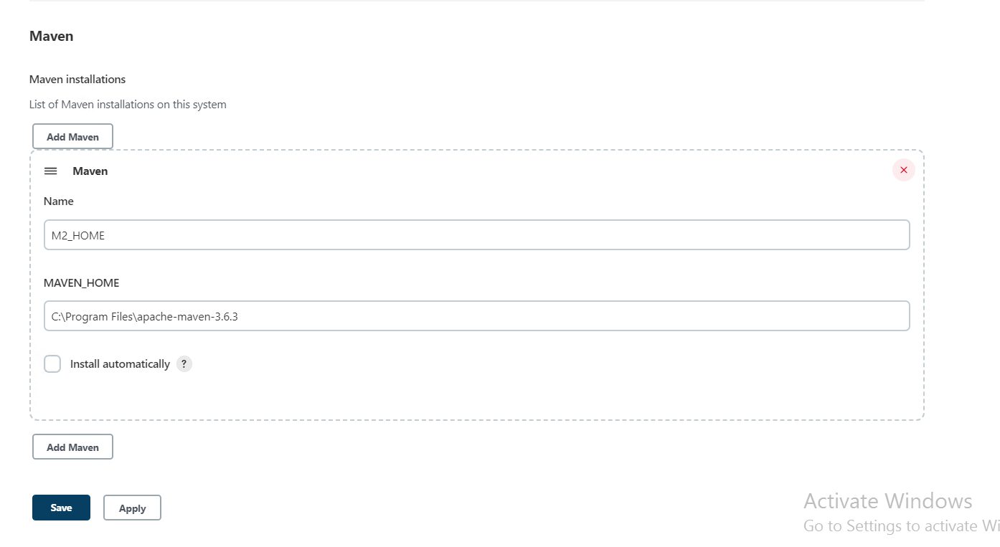 Maven
Maven installations
List of Maven installations on this system
Add Maven
Maven
Name
M2_HOME
MAVEN_HOME
C:\Program Files\apache-maven-3.6.3
Install automatically ?
Add Maven
Save Apply
Activate Windows
Go to Settings to activate Wi